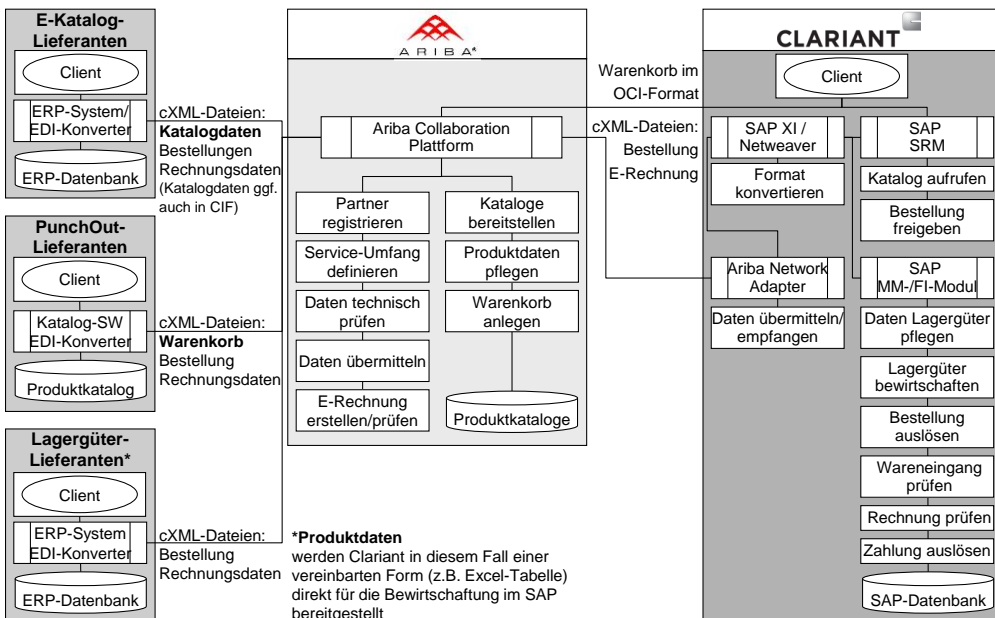 E-Katalog-
Lieferanten
Client
ERP-System/
EDI-Konverter
ERP-Datenbank
cXML-Dateien:
Katalogdaten
Bestellungen
Rechnungsdaten
(Katalogdaten ggf.
auch in CIF)
PunchOut-
Lieferanten
Client
Katalog-SW
EDI-Konverter
Produktkatalog
cXML-Dateien:
Warenkorb
Bestellung
Rechnungsdaten
Lagergüter-
Lieferanten*
Client
ERP-System
EDI-Konverter
ERP-Datenbank
cXML-Dateien:
Bestellung
Rechnungsdaten
ARIBA*
Ariba Collaboration
Plattform
Partner
registrieren
Service-Umfang
definieren
Daten technisch
prüfen
Daten übermitteln
E-Rechnung
erstellen/prüfen
Kataloge
bereitstellen
Produktdaten
pflegen
Warenkorb
anlegen
Produktkataloge
*Produktdaten
werden Clariant in diesem Fall einer
vereinbarten Form (z.B. Excel-Tabelle)
direkt für die Bewirtschaftung im SAP
bereitgestellt
Warenkorb im
OCI-Format
cXML-Dateien:
Bestellung
E-Rechnung
CLARIANT
Client
SAP XI /
Netweaver
Format
konvertieren
Ariba Network
Adapter
Daten übermitteln/
empfangen
SAP
SRM
Katalog aufrufen
Bestellung
freigeben
SAP
MM-/FI-Modul
Daten Lagergüter
pflegen
Lagergüter
bewirtschaften
Bestellung
auslösen
Wareneingang
prüfen
Rechnung prüfen
Zahlung auslösen
SAP-Datenbank